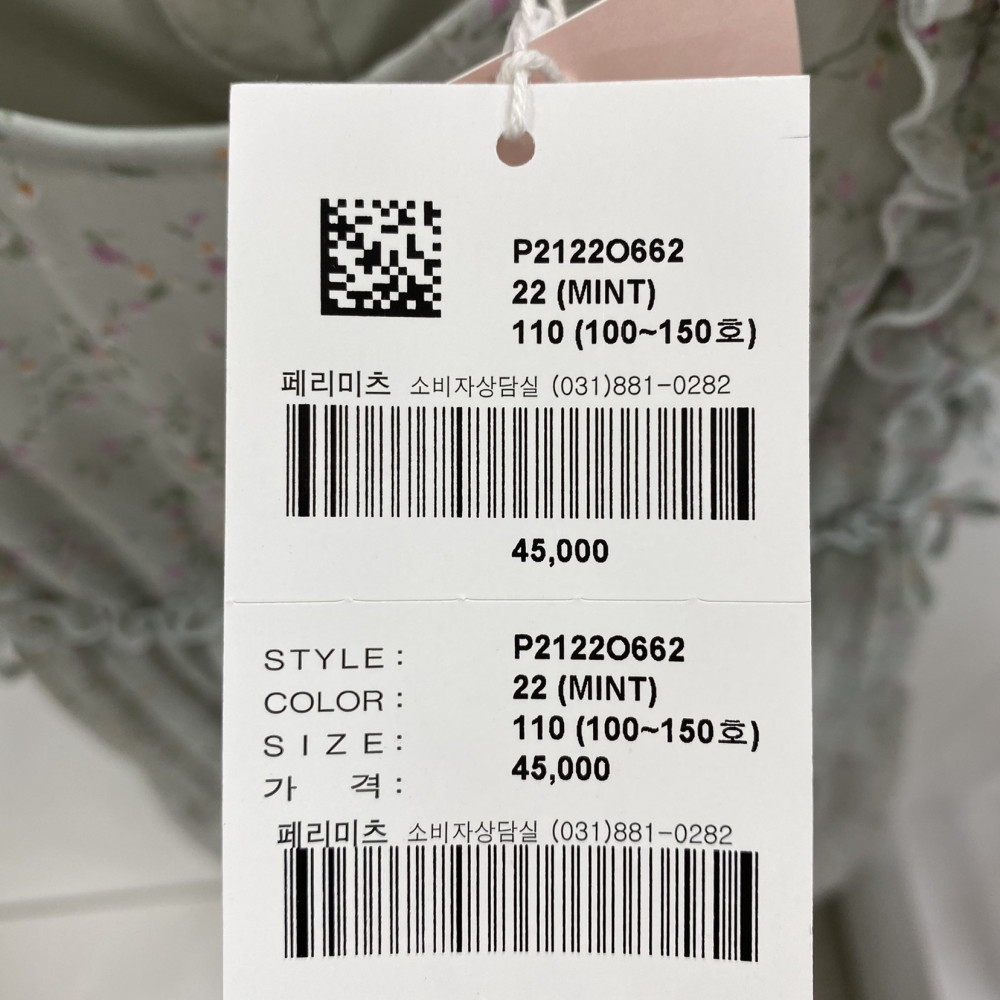 P2122O662
22 (MINT)
110 (100~150호)
페리미츠 소비자상담실 (031)881-0282
45,000
STYLE : P2122O662
COLOR : 22 (MINT)
SIZE : 110 (100~150호)
가 격 : 45,000
페리미츠 소비자상담실 (031)881-0282